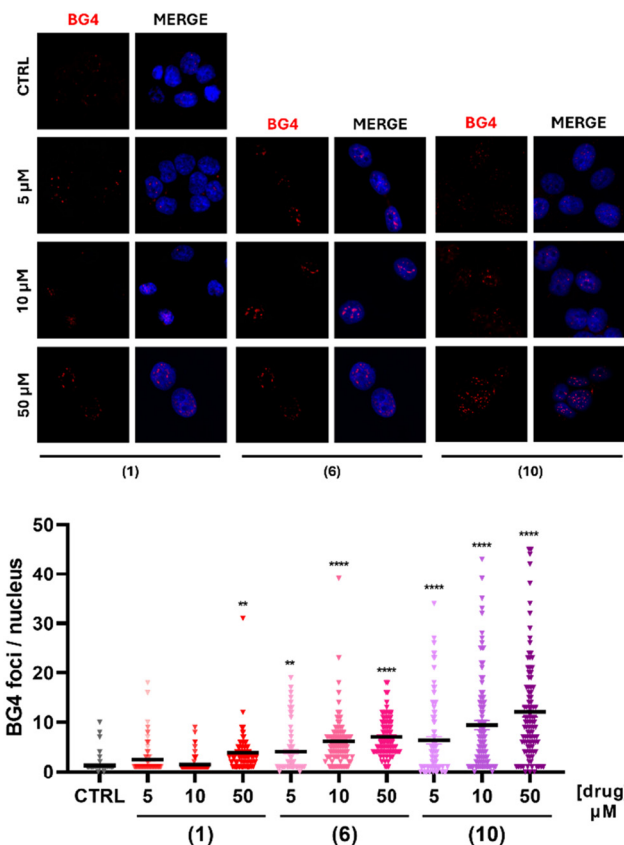 BG4 MERGE
CTRL
BG4 MERGE BG4 MERGE
5 µM
10 µM
50 µM
(1) (6) (10)
BG4 foci / nucleus
50
40
30
20
10
0
** **** ****
** **** **** ****
CTRL 5 10 50 5 10 50 5 10 50 [drug]
µM
(1) (6) (10)